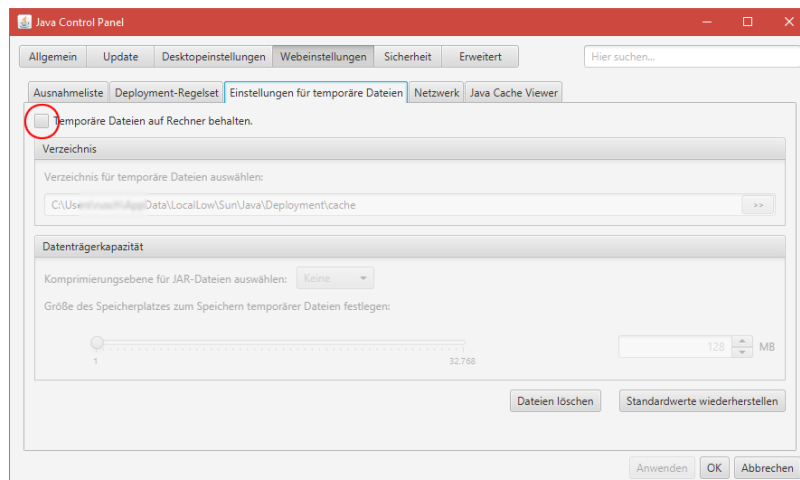 Java Control Panel
Allgemein Update Desktopeinstellungen Webeinstellungen Sicherheit Erweitert Hier suchen...
Ausnahmeliste Deployment-Regelset Einstellungen für temporäre Dateien Netzwerk Java Cache Viewer
Temporäre Dateien auf Rechner behalten.
Verzeichnis
Verzeichnis für temporäre Dateien auswählen:
C:\Use Data\LocalLow\Sun\Java\Deployment\cache >>
Datenträgerkapazität
Komprimierungsebene für JAR-Dateien auswählen: Keine
Größe des Speicherplatzes zum Speichern temporärer Dateien festlegen:
128 MB
1 32.768
Dateien löschen Standardwerte wiederherstellen
Anwenden OK Abbrechen